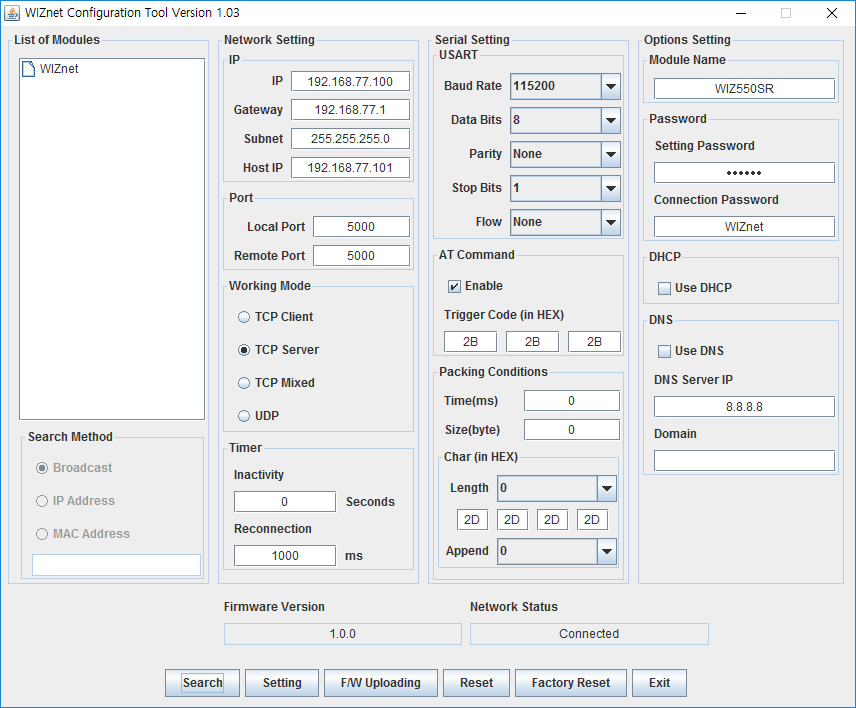 WIZnet Configuration Tool Version 1.03
List of Modules
WIZnet
Search Method
Broadcast
IP Address
MAC Address
Network Setting
IP
IP 192.168.77.100
Gateway 192.168.77.1
Subnet 255.255.255.0
Host IP 192.168.77.101
Port
Local Port 5000
Remote Port 5000
Working Mode
TCP Client
TCP Server
TCP Mixed
UDP
Timer
Inactivity
0 Seconds
Reconnection
1000 ms
Serial Setting
USART
Baud Rate 115200
Data Bits 8
Parity None
Stop Bits 1
Flow None
AT Command
Enable
Trigger Code (in HEX)
2B 2B 2B
Packing Conditions
Time(ms) 0
Size(byte) 0
Char (in HEX)
Length 0
2D 2D 2D 2D
Append 0
Options Setting
Module Name
WIZ550SR
Password
Setting Password
••••••
Connection Password
WIZnet
DHCP
Use DHCP
DNS
Use DNS
DNS Server IP
8.8.8.8
Domain
Firmware Version
1.0.0
Network Status
Connected
Search Setting F/W Uploading Reset Factory Reset Exit